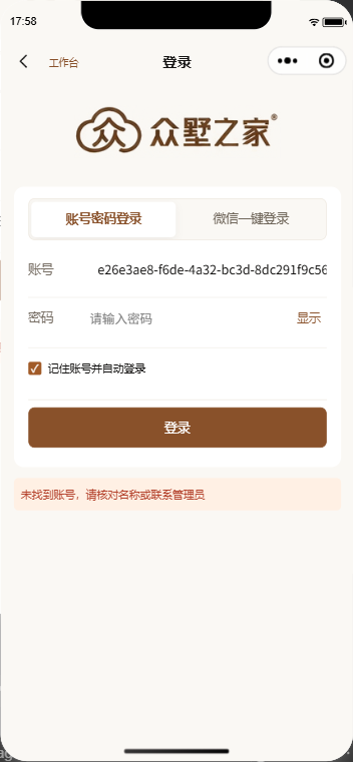 17:58
工作台
登录
众墅之家®
账号密码登录
微信一键登录
账号 e26e3ae8-f6de-4a32-bc3d-8dc291f9c56
密码 请输入密码 显示
记住账号并自动登录
登录
未找到账号，请核对名称或联系管理员